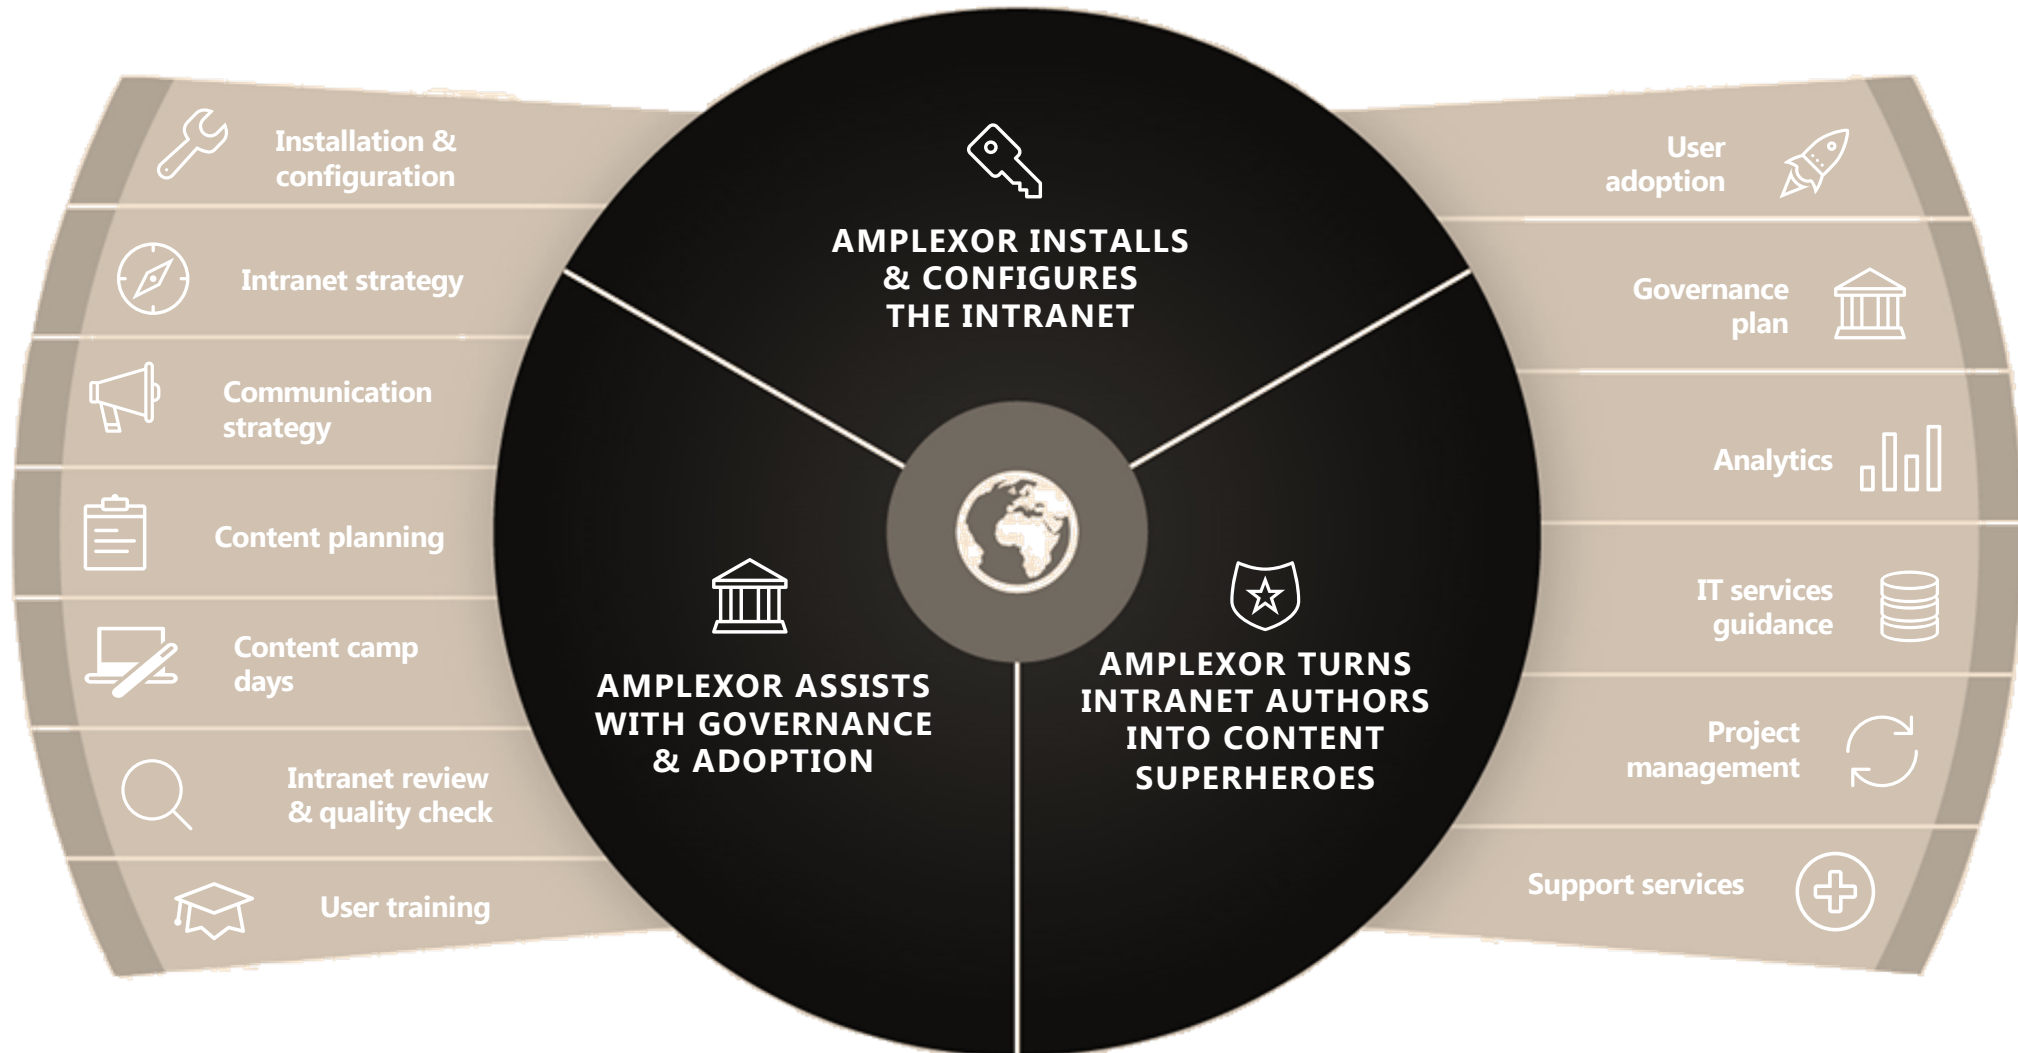 Installation &
configuration
Intranet strategy
Communication
strategy
Content planning
Content camp
days
Intranet review
& quality check
User training
AMPLEXOR INSTALLS
& CONFIGURES
THE INTRANET
AMPLEXOR ASSISTS
WITH GOVERNANCE
& ADOPTION
AMPLEXOR TURNS
INTRANET AUTHORS
INTO CONTENT
SUPERHEROES
User
adoption
Governance
plan
Analytics
IT services
guidance
Project
management
Support services